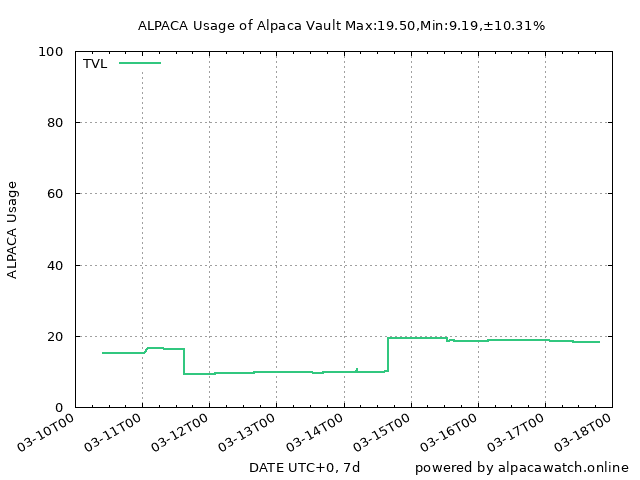 ALPACA Usage of Alpaca Vault Max:19.50,Min:9.19,±10.31%
100
TVL
80
60
ALPACA Usage
40
20
0
03-10T00
03-11T00
03-12T00
03-13T00
03-14T00
03-15T00
03-16T00
03-17T00
03-18T00
DATE UTC+0, 7d
powered by alpacawatch.online